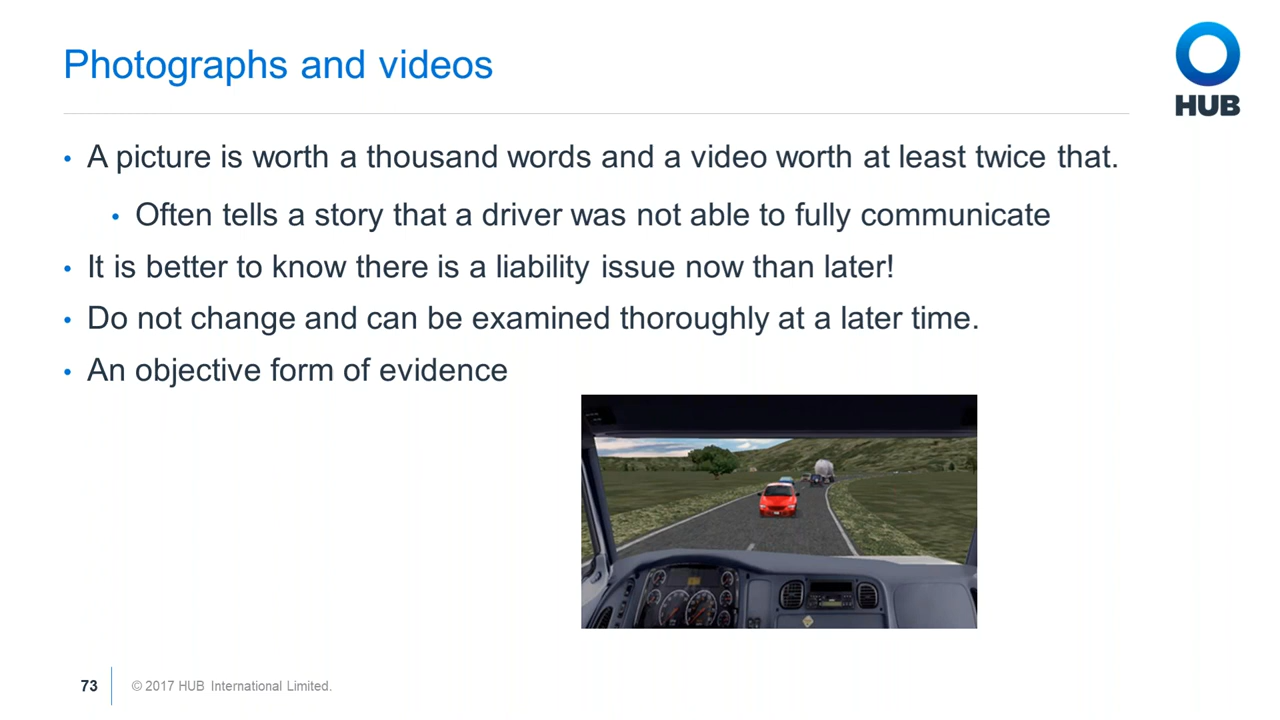 Photographs and videos
HUB
• A picture is worth a thousand words and a video worth at least twice that.
• Often tells a story that a driver was not able to fully communicate
• It is better to know there is a liability issue now than later!
• Do not change and can be examined thoroughly at a later time.
• An objective form of evidence
73
© 2017 HUB International Limited.